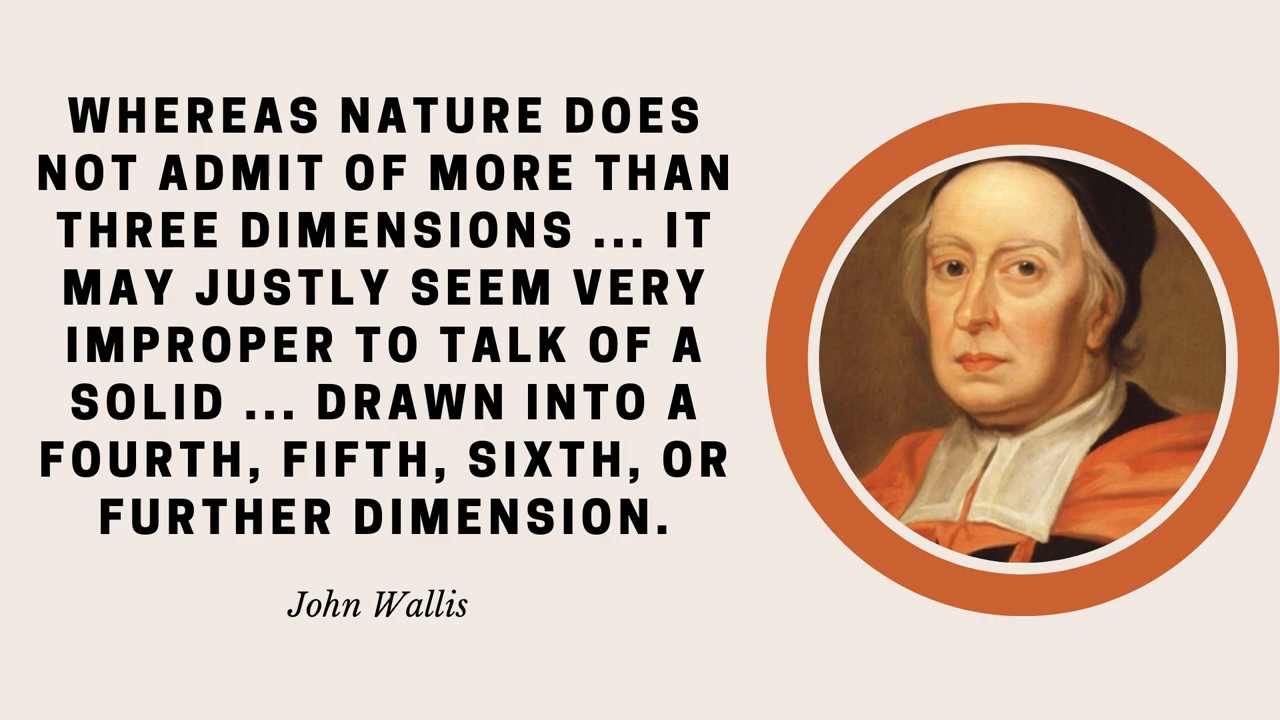 WHEREAS NATURE DOES
NOT ADMIT OF MORE THAN
THREE DIMENSIONS ... IT
MAY JUSTLY SEEM VERY
IMPROPER TO TALK OF A
SOLID ... DRAWN INTO A
FOURTH, FIFTH, SIXTH, OR
FURTHER DIMENSION.
John Wallis